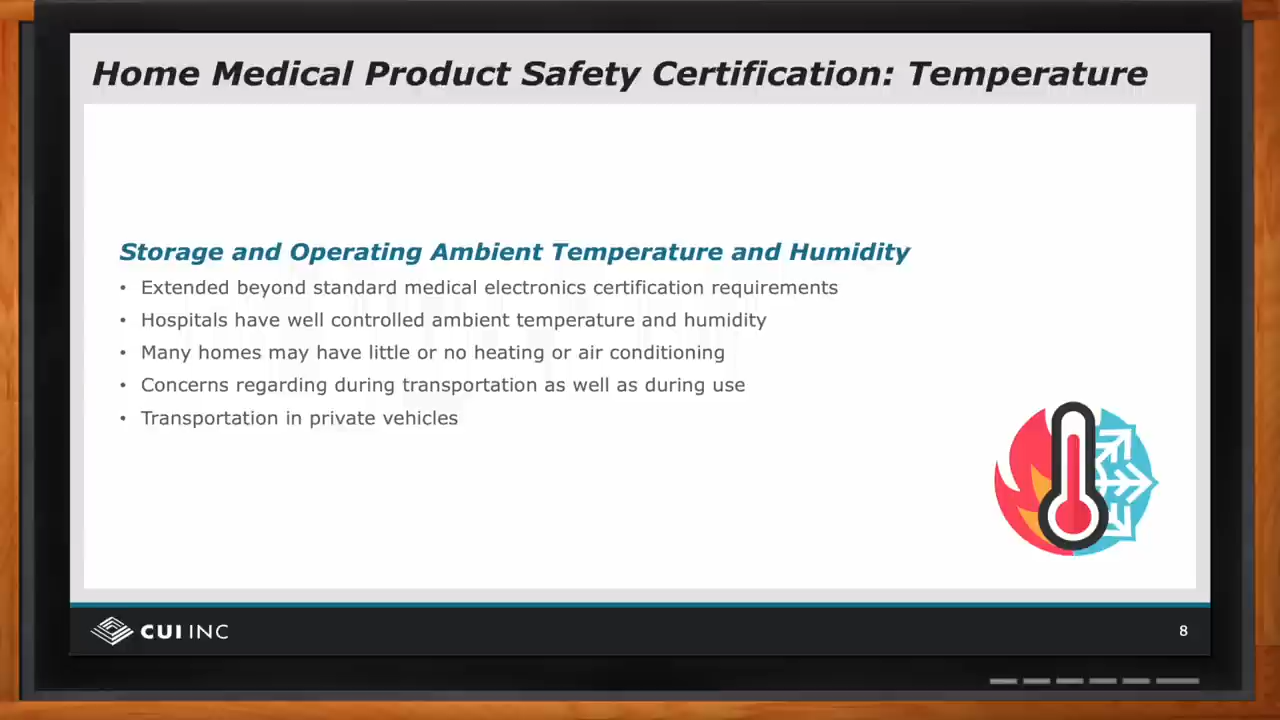 Home Medical Product Safety Certification: Temperature
Storage and Operating Ambient Temperature and Humidity
• Extended beyond standard medical electronics certification requirements
• Hospitals have well controlled ambient temperature and humidity
• Many homes may have little or no heating or air conditioning
• Concerns regarding during transportation as well as during use
• Transportation in private vehicles
CUI INC
8